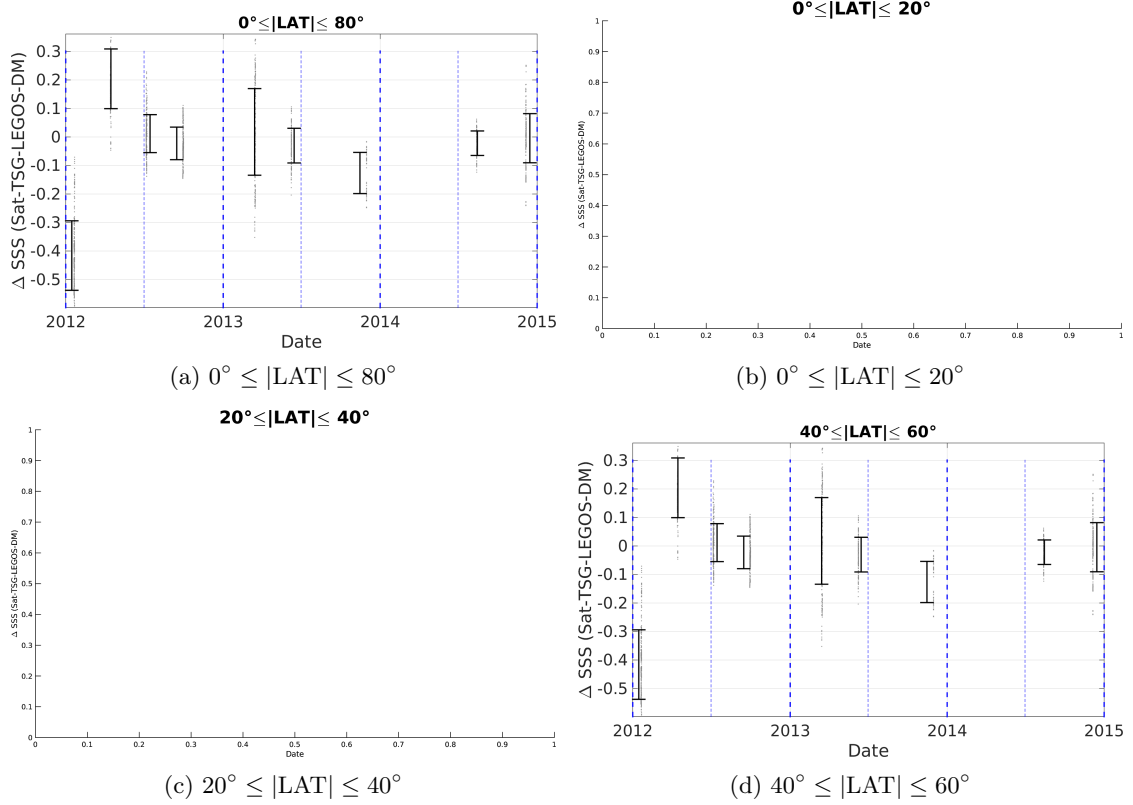 0°≤|LAT|≤ 80°
0.3
0.2
0.1
0
-0.1
-0.2
-0.3
-0.4
-0.5
Δ SSS (Sat-TSG-LEGOS-DM)
2012 2013 2014 2015
Date
(a) 0° ≤ |LAT| ≤ 80°
0°≤|LAT|≤ 20°
1
0.9
0.8
0.7
0.6
0.5
0.4
0.3
0.2
0.1
0
Δ SSS (Sat-TSG-LEGOS-DM)
0 0.1 0.2 0.3 0.4 0.5 0.6 0.7 0.8 0.9 1
Date
(b) 0° ≤ |LAT| ≤ 20°
20°≤|LAT|≤ 40°
1
0.9
0.8
0.7
0.6
0.5
0.4
0.3
0.2
0.1
0
Δ SSS (Sat-TSG-LEGOS-DM)
0 0.1 0.2 0.3 0.4 0.5 0.6 0.7 0.8 0.9 1
Date
(c) 20° ≤ |LAT| ≤ 40°
40°≤|LAT|≤ 60°
0.3
0.2
0.1
0
-0.1
-0.2
-0.3
-0.4
-0.5
Δ SSS (Sat-TSG-LEGOS-DM)
2012 2013 2014 2015
Date
(d) 40° ≤ |LAT| ≤ 60°